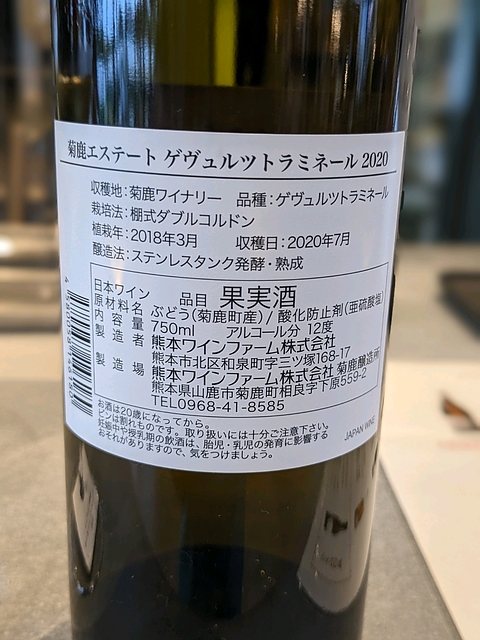 菊鹿エステート ゲヴュルツトラミネール 2020
収穫地:菊鹿ワイナリー 品種:ゲヴュルツトラミネール
栽培法:棚式ダブルコルドン
植栽年:2018年3月 収穫日:2020年7月
醸造法:ステンレスタンク発酵・熟成
日本ワイン 品目 果実酒
原材料名 ぶどう(菊鹿町産)/ 酸化防止剤(亜硫酸塩)
内容量 750ml アルコール分 12度
製造者 熊本ワインファーム株式会社
熊本市北区和泉町字三ツ塚168-17
製造場 熊本ワインファーム株式会社 菊鹿醸造所
熊本県山鹿市菊鹿町相良字下原559-2
TEL0968-41-8585
お酒は20歳になってから。
ビンは割れものです。取り扱いには十分ご注意下さい。
妊娠中や授乳期の飲酒は、胎児・乳児の発育に影響する
おそれがありますので、気をつけましょう。
JAPAN WINE